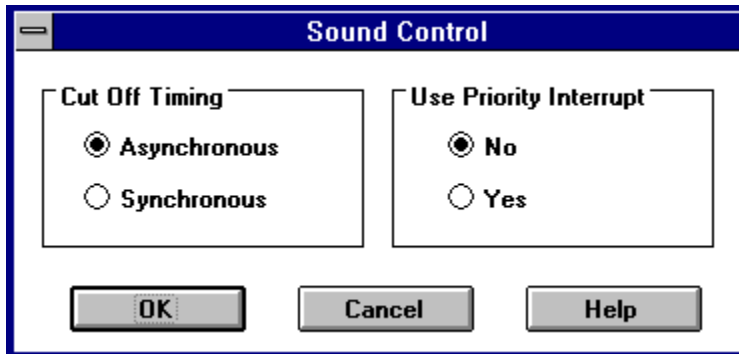 Sound Control
Cut Off Timing
Asynchronous
Synchronous
Use Priority Interrupt
No
Yes
OK
Cancel
Help